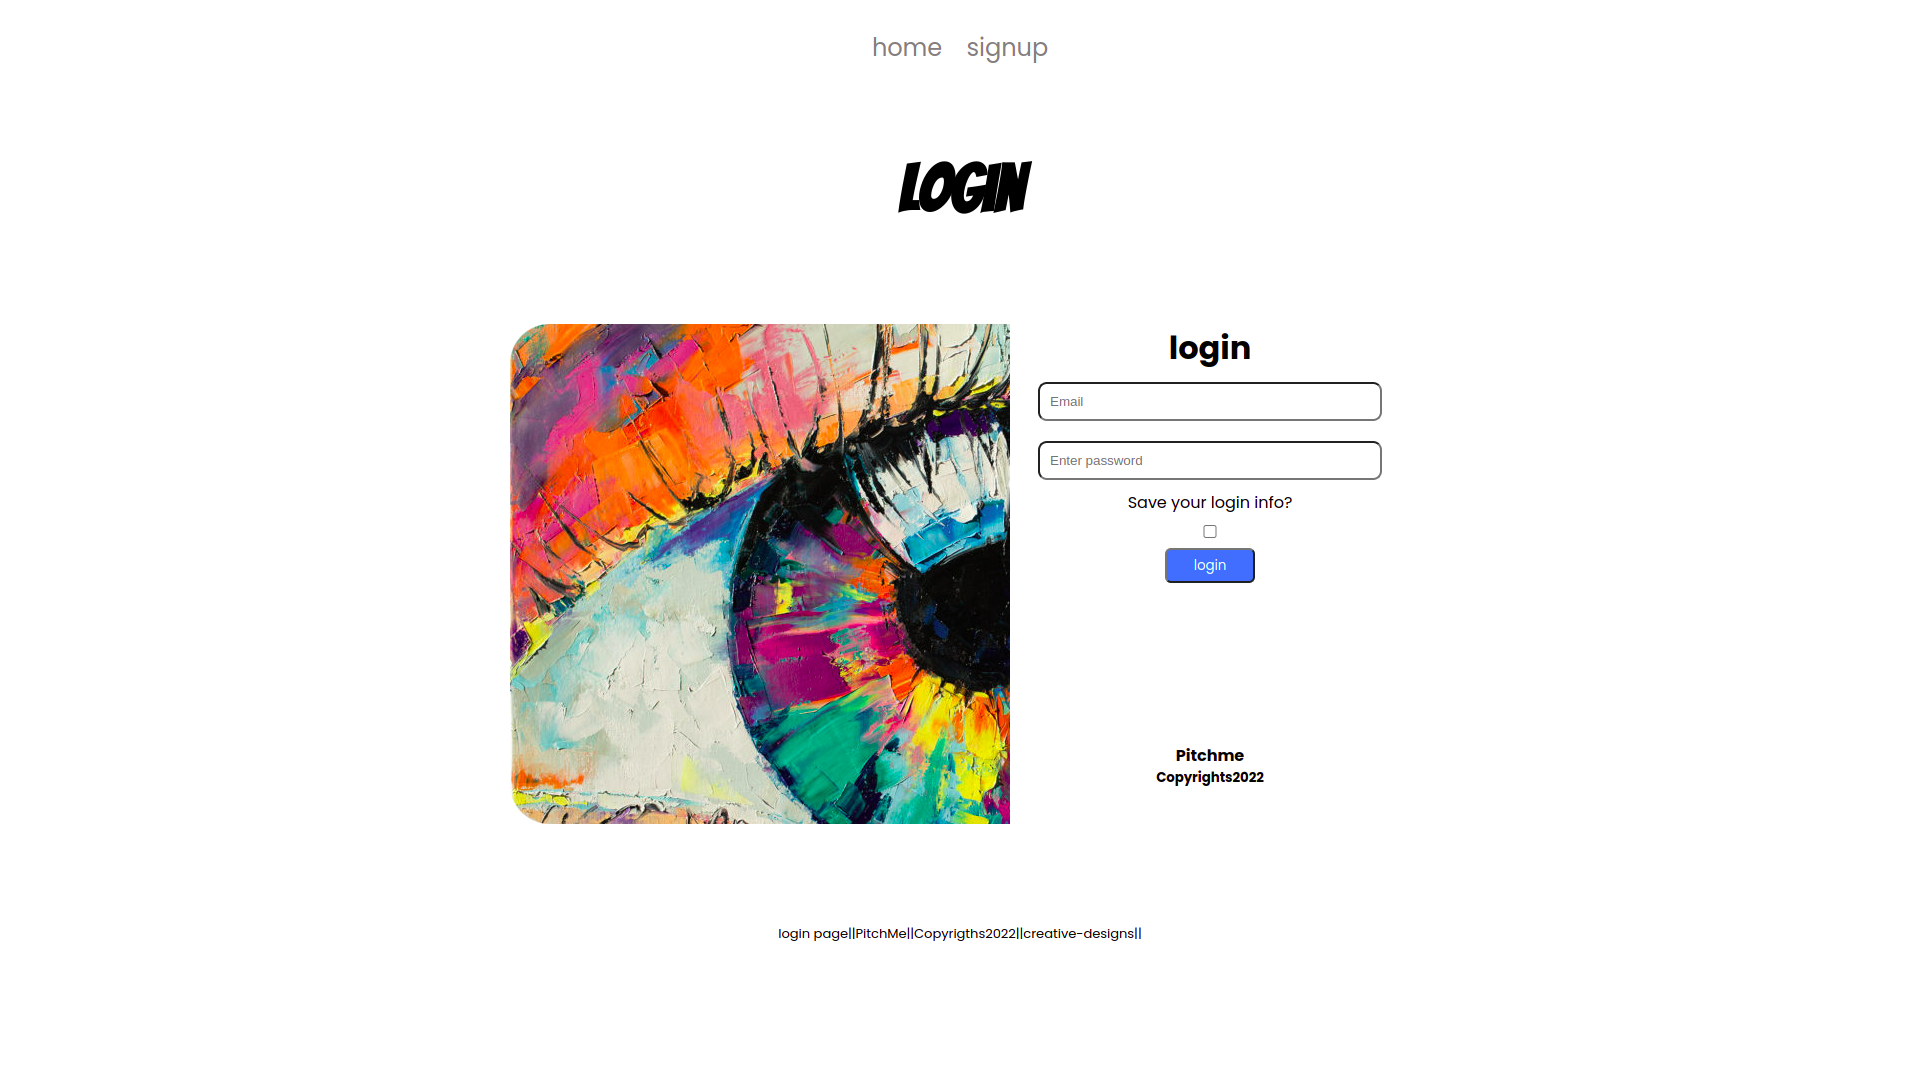 home signup
LOGIN
login
Email
Enter password
Save your login info?
login
Pitchme
Copyrights2022
login page||PitchMe||Copyrigths2022||creative-designs||